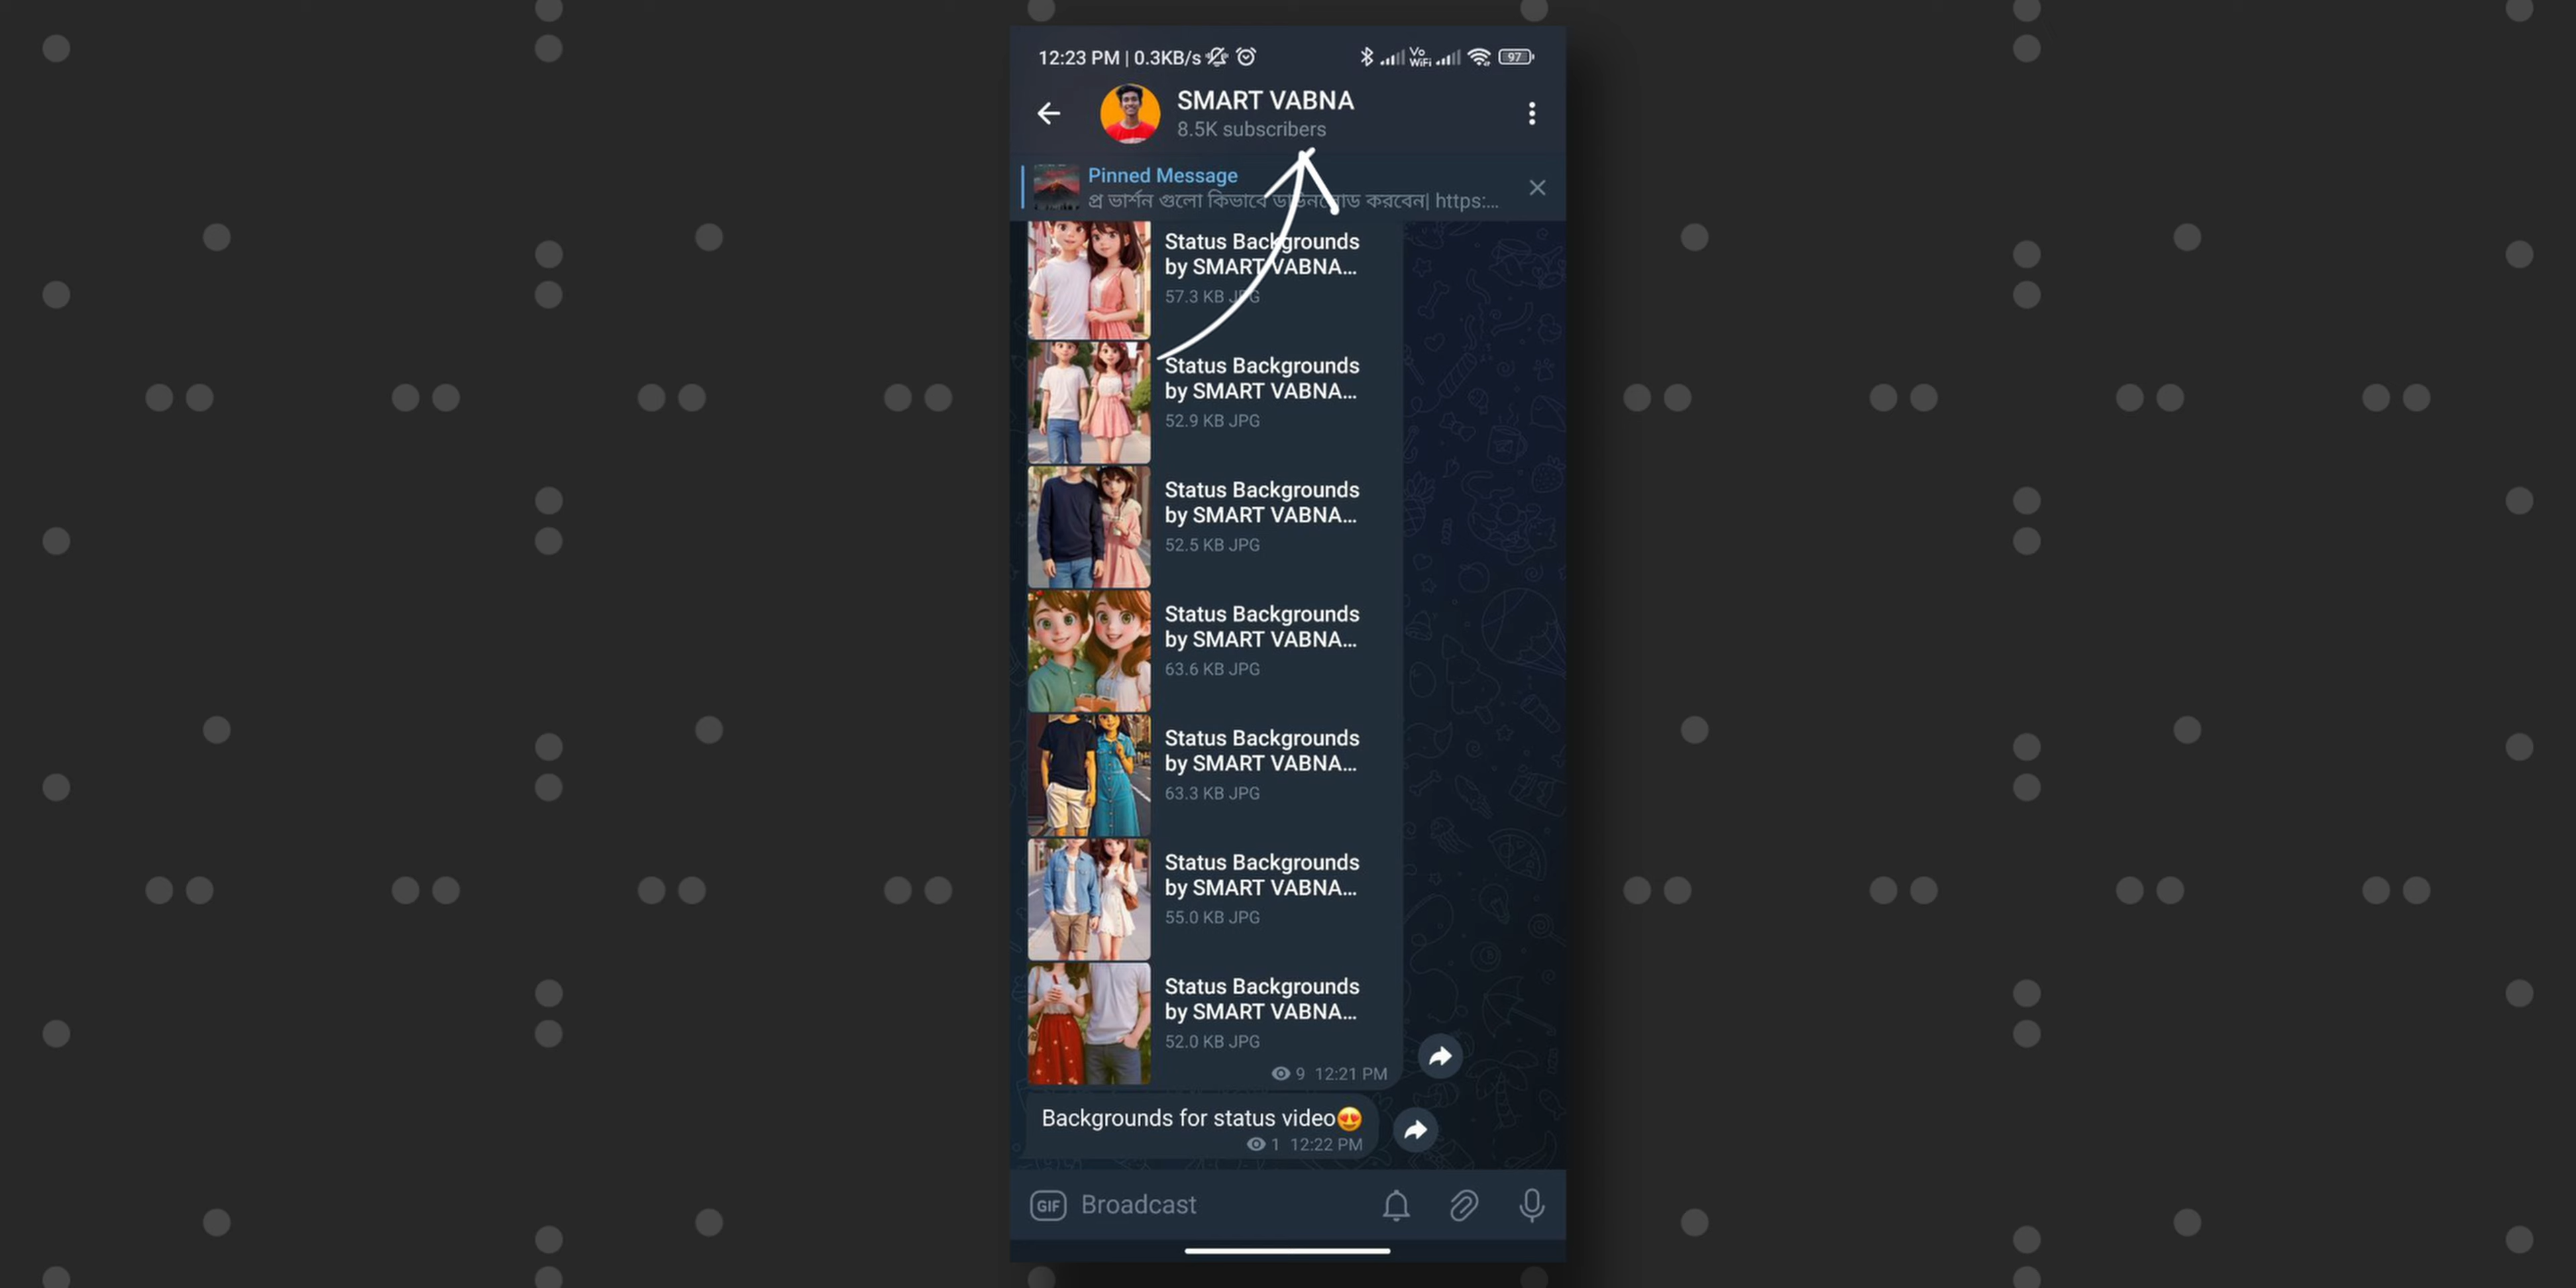 12:23 PM | 0.3KB/s Vo WiFi 97
SMART VABNA
8.5K subscribers
Pinned Message
প্র ভার্শন গুলো কিভাবে ডাউনলোড করবেন| https:...
Status Backgrounds
by SMART VABNA...
57.3 KB JPG
Status Backgrounds
by SMART VABNA...
52.9 KB JPG
Status Backgrounds
by SMART VABNA...
52.5 KB JPG
Status Backgrounds
by SMART VABNA...
63.6 KB JPG
Status Backgrounds
by SMART VABNA...
63.3 KB JPG
Status Backgrounds
by SMART VABNA...
55.0 KB JPG
Status Backgrounds
by SMART VABNA...
52.0 KB JPG
9 12:21 PM
Backgrounds for status video😍
1 12:22 PM
GIF Broadcast